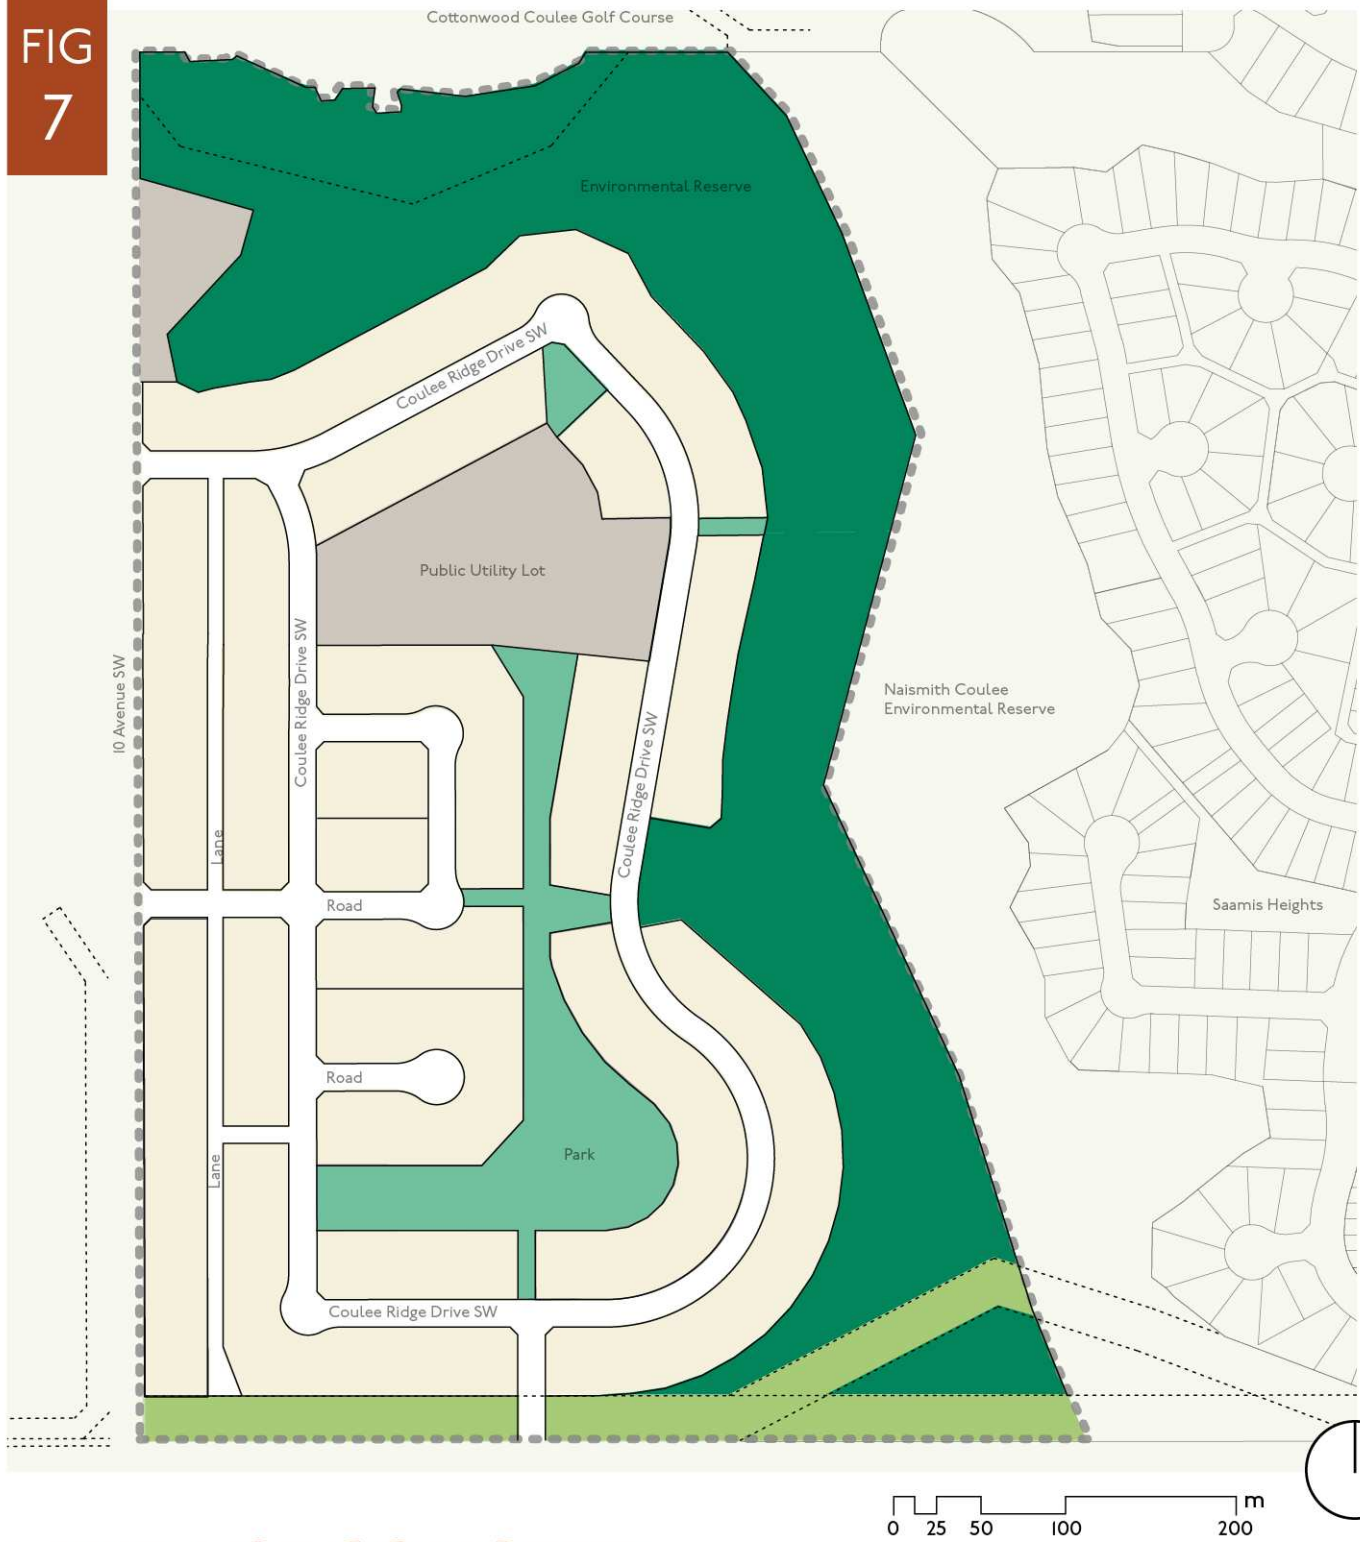 Cottonwood Coulee Golf Course
FIG
7
Environmental Reserve
Coulee Ridge Drive SW
Public Utility Lot
10 Avenue SW
Coulee Ridge Drive SW
Naismith Coulee
Environmental Reserve
Coulee Ridge Drive SW
Lane
Road
Saamis Heights
Road
Park
Lane
Coulee Ridge Drive SW
m
0 25 50 100 200